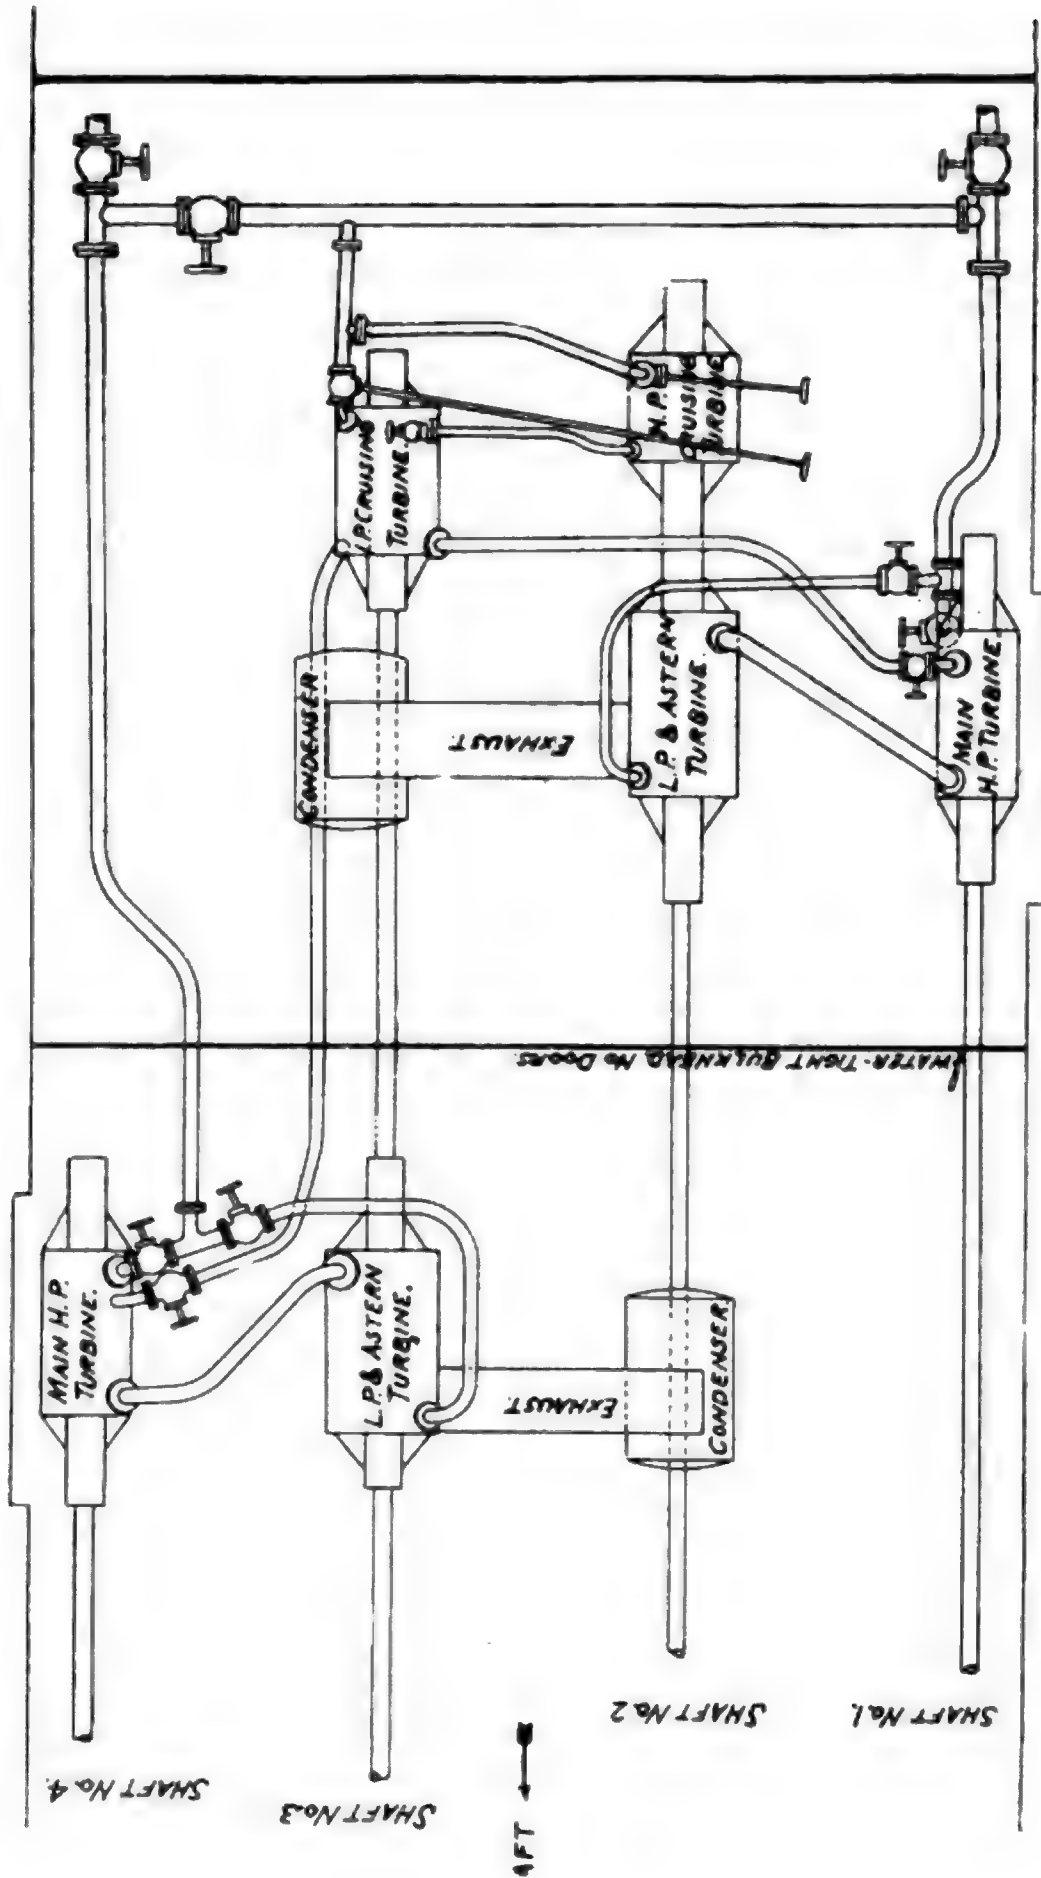 I.P. CRUISING
TURBINE.
H.P.
CRUISING
TURBINE
CONDENSER
EXHAUST
L.P. & ASTERN
TURBINE.
MAIN
H.P. TURBINE.
WATER-TIGHT BULKHEAD, NO DOORS.
MAIN H.P.
TURBINE.
L.P. & ASTERN
TURBINE.
EXHAUST
CONDENSER.
SHAFT No. 4.
SHAFT No 3
SHAFT No. 2
SHAFT No 1.
AFT